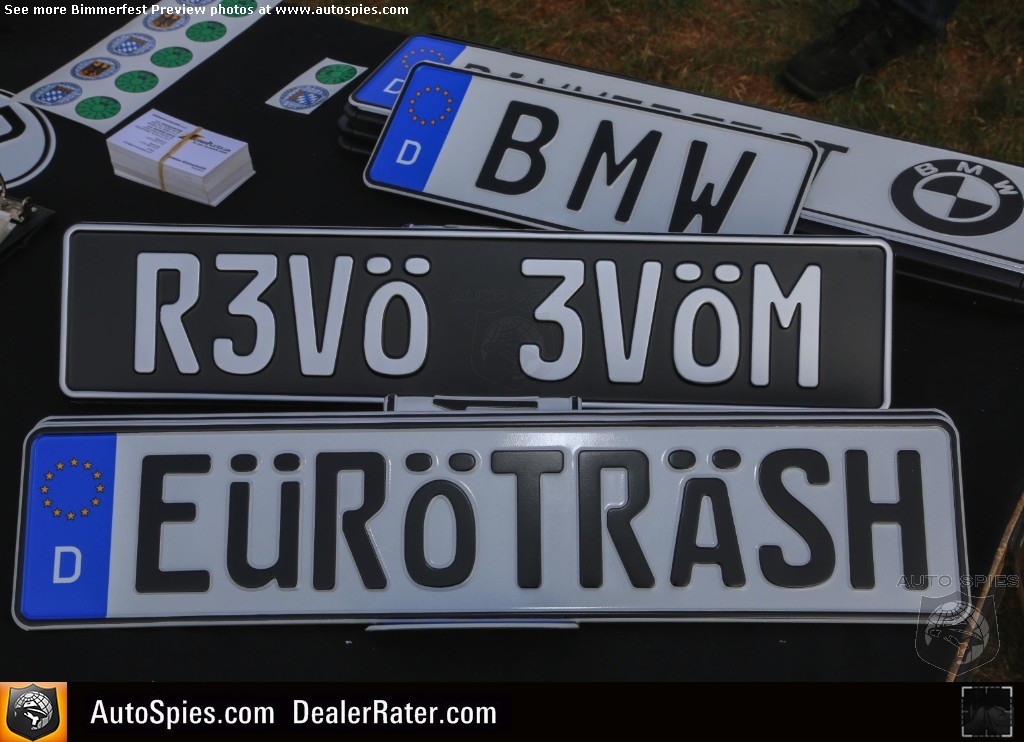 See more Bimmerfest Preview photos at www.autospies.com
D
D
BMW
BMW
R3VÖ 3VÖM
D
EÜRÖTRÄSH
AUTO SPIES
AutoSpies.com DealerRater.com